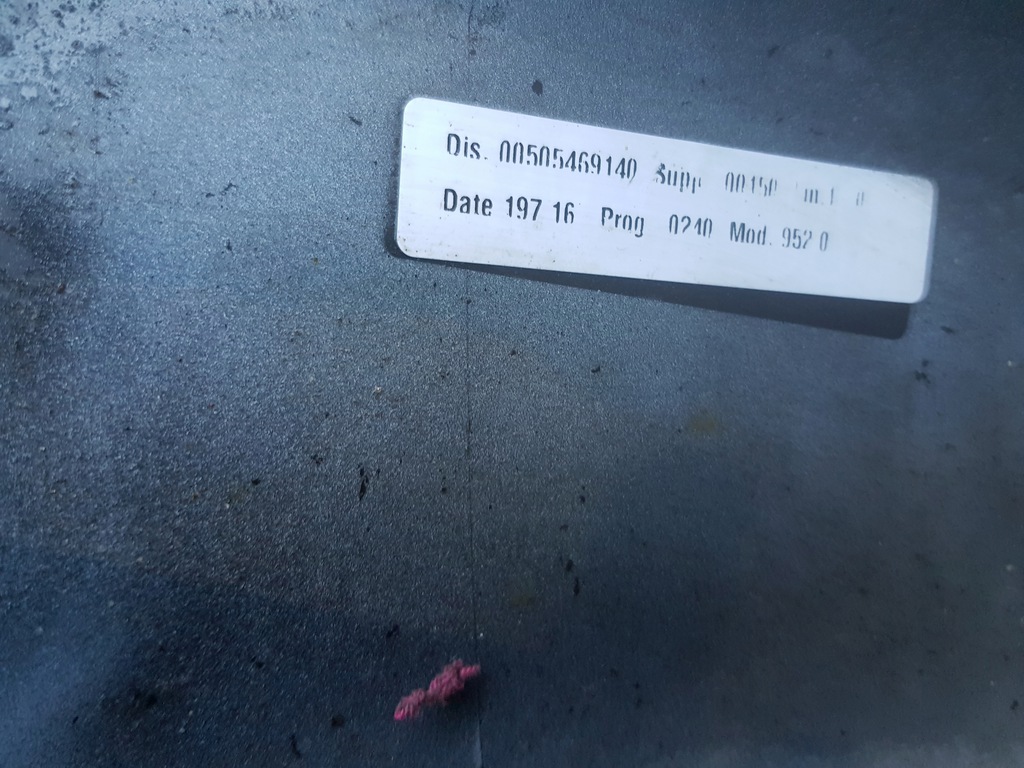 Dis. 00505469140 Supp 00150
Date 197 16 Prog 0240 Mod. 952 0